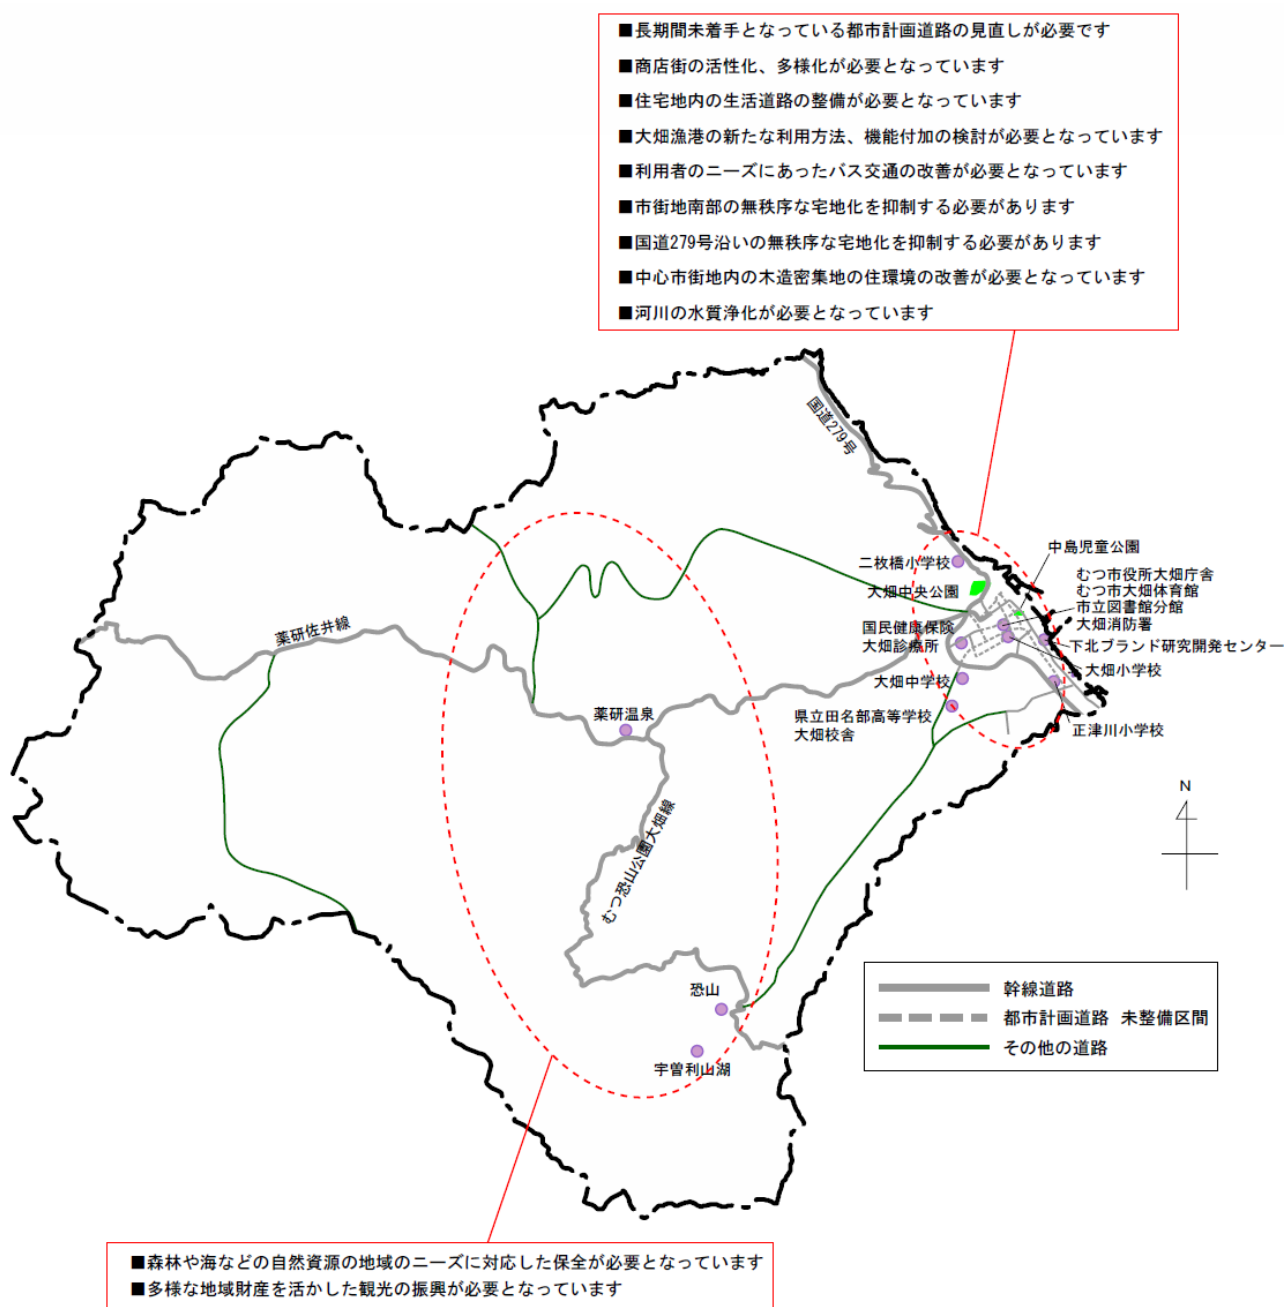 ■長期間未着手となっている都市計画道路の見直しが必要です
■商店街の活性化、多様化が必要となっています
■住宅地内の生活道路の整備が必要となっています
■大畑漁港の新たな利用方法、機能付加の検討が必要となっています
■利用者のニーズにあったバス交通の改善が必要となっています
■市街地南部の無秩序な宅地化を抑制する必要があります
■国道279号沿いの無秩序な宅地化を抑制する必要があります
■中心市街地内の木造密集地の住環境の改善が必要となっています
■河川の水質浄化が必要となっています
国道279号
中島児童公園
二枚橋小学校
むつ市役所大畑庁舎
むつ市大畑体育館
市立図書館分館
大畑消防署
大畑中央公園
国民健康保険
大畑診療所
下北ブランド研究開発センター
大畑小学校
大畑中学校
県立田名部高等学校
大畑校舎
正津川小学校
薬研佐井線
薬研温泉
むつ恐山公園大畑線
恐山
宇曽利山湖
N
幹線道路
都市計画道路 未整備区間
その他の道路
■森林や海などの自然資源の地域のニーズに対応した保全が必要となっています
■多様な地域財産を活かした観光の振興が必要となっています